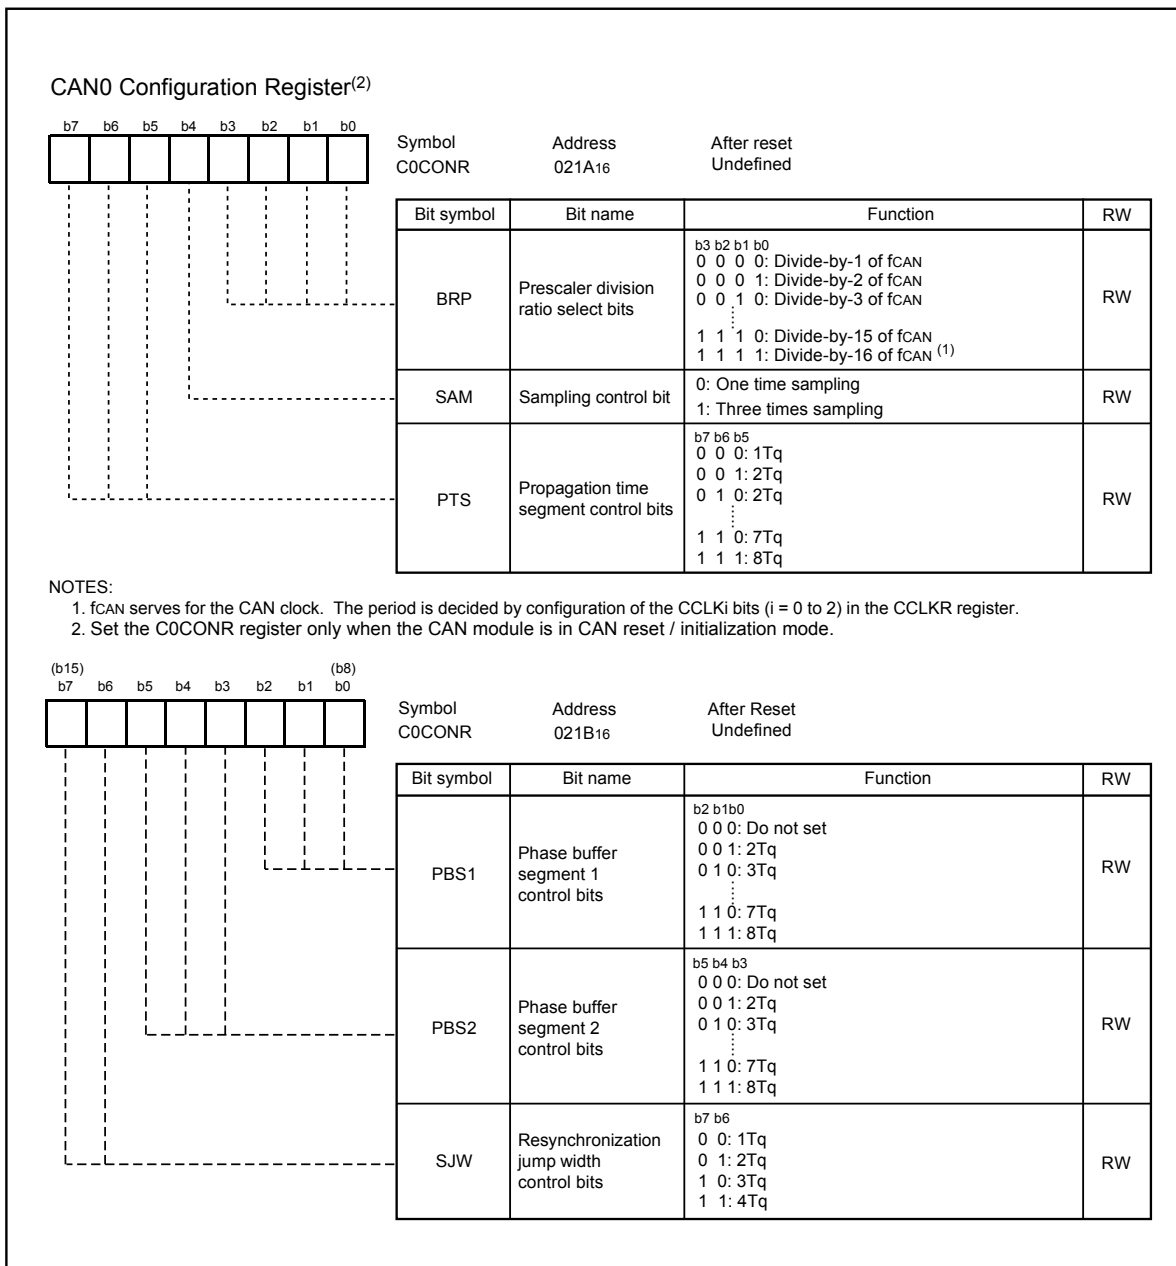 CAN0 Configuration Register(2)
b7 b6 b5 b4 b3 b2 b1 b0
Symbol Address After reset
C0CONR 021A16 Undefined
Bit symbol Bit name Function RW
BRP
Prescaler division
ratio select bits
b3 b2 b1 b0
0 0 0 0: Divide-by-1 of fCAN
0 0 0 1: Divide-by-2 of fCAN
0 0 1 0: Divide-by-3 of fCAN
1 1 1 0: Divide-by-15 of fCAN
1 1 1 1: Divide-by-16 of fCAN (1)
RW
SAM
Sampling control bit
0: One time sampling
1: Three times sampling
RW
PTS
Propagation time
segment control bits
b7 b6 b5
0 0 0: 1Tq
0 0 1: 2Tq
0 1 0: 2Tq
1 1 0: 7Tq
1 1 1: 8Tq
RW
NOTES:
1. fCAN serves for the CAN clock. The period is decided by configuration of the CCLKi bits (i = 0 to 2) in the CCLKR register.
2. Set the C0CONR register only when the CAN module is in CAN reset / initialization mode.
(b15) (b8)
b7 b6 b5 b4 b3 b2 b1 b0
Symbol Address After Reset
C0CONR 021B16 Undefined
Bit symbol Bit name Function RW
PBS1
Phase buffer
segment 1
control bits
b2 b1b0
0 0 0: Do not set
0 0 1: 2Tq
0 1 0: 3Tq
1 1 0: 7Tq
1 1 1: 8Tq
RW
PBS2
Phase buffer
segment 2
control bits
b5 b4 b3
0 0 0: Do not set
0 0 1: 2Tq
0 1 0: 3Tq
1 1 0: 7Tq
1 1 1: 8Tq
RW
SJW
Resynchronization
jump width
control bits
b7 b6
0 0: 1Tq
0 1: 2Tq
1 0: 3Tq
1 1: 4Tq
RW